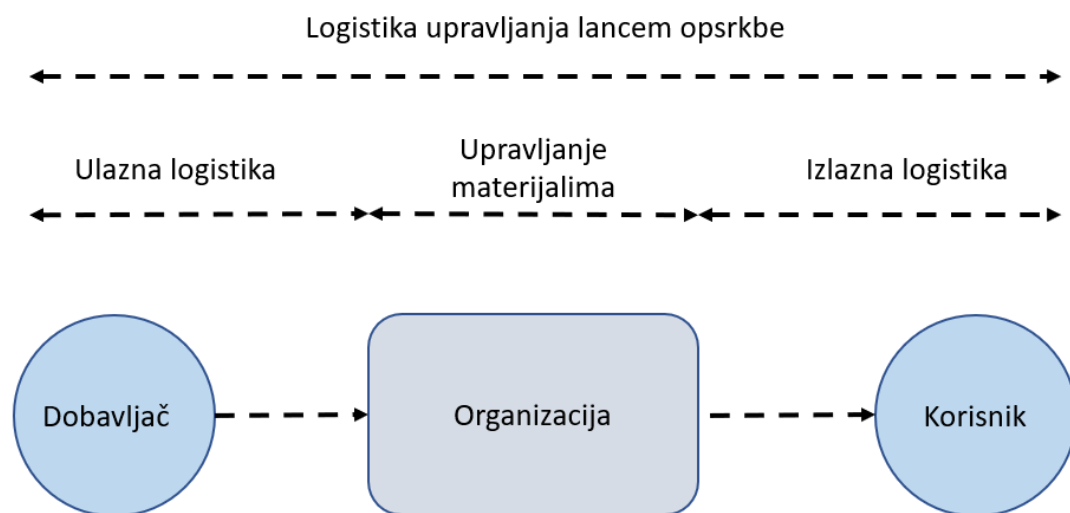 Logistika upravljanja lancem opsrkbe
Ulazna logistika
Upravljanje
materijalima
Izlazna logistika
Dobavljač
Organizacija
Korisnik